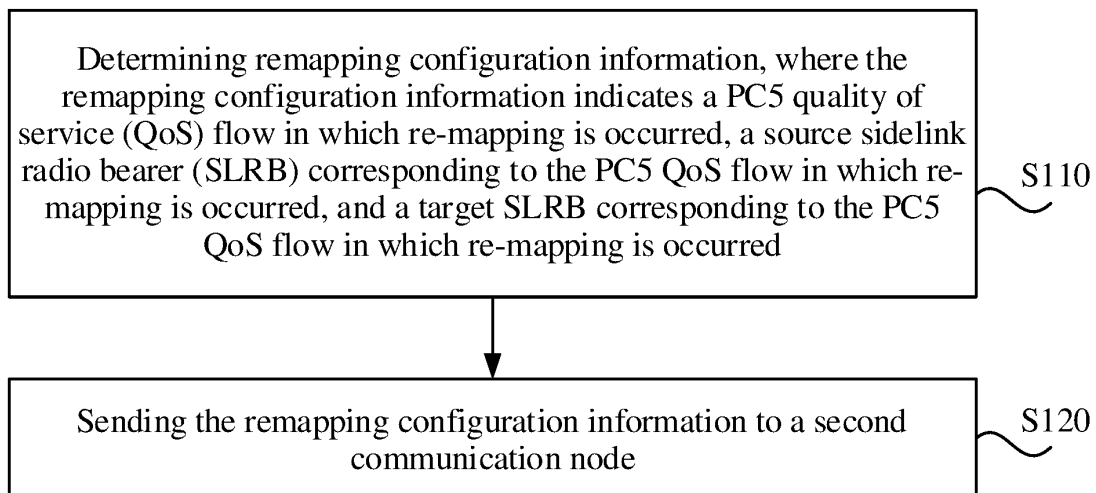 Determining remapping configuration information, where the
remapping configuration information indicates a PC5 quality of
service (QoS) flow in which re-mapping is occurred, a source sidelink
radio bearer (SLRB) corresponding to the PC5 QoS flow in which re-
mapping is occurred, and a target SLRB corresponding to the PC5
QoS flow in which re-mapping is occurred
S110
Sending the remapping configuration information to a second
communication node
S120